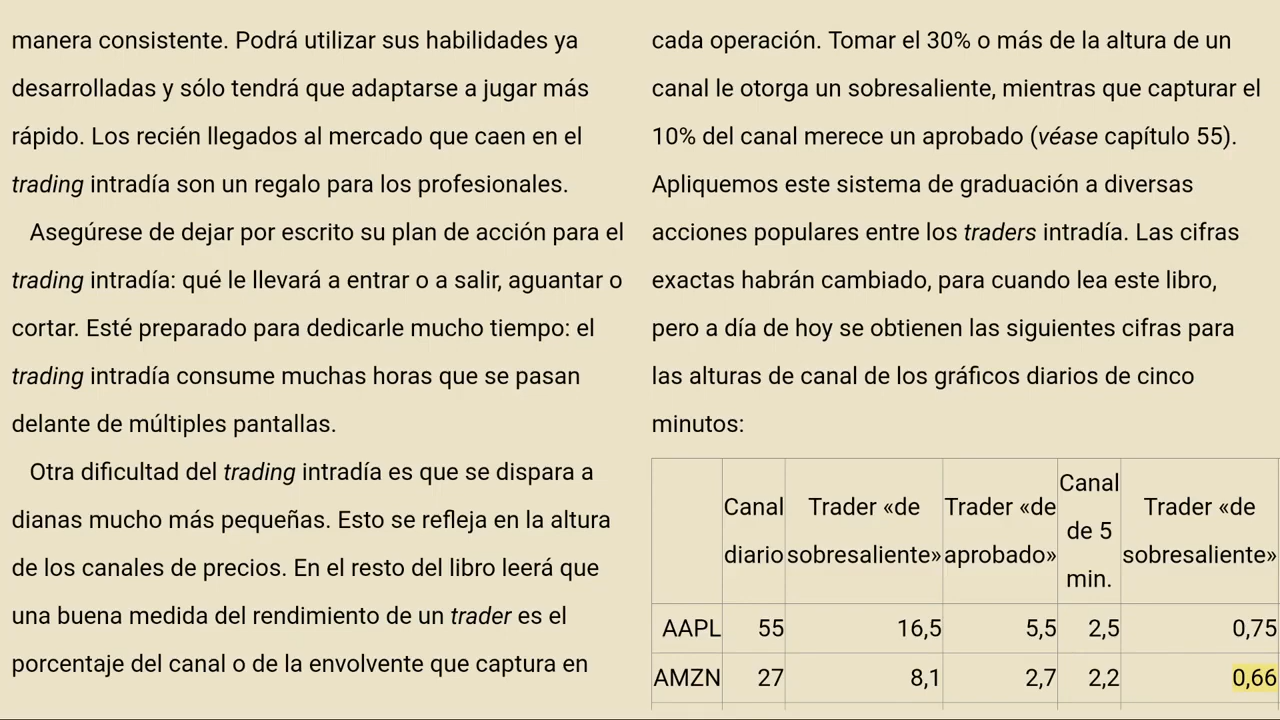 manera consistente. Podrá utilizar sus habilidades ya
desarrolladas y sólo tendrá que adaptarse a jugar más
rápido. Los recién llegados al mercado que caen en el
trading intradía son un regalo para los profesionales.
Asegúrese de dejar por escrito su plan de acción para el
trading intradía: qué le llevará a entrar o a salir, aguantar o
cortar. Esté preparado para dedicarle mucho tiempo: el
trading intradía consume muchas horas que se pasan
delante de múltiples pantallas.
Otra dificultad del trading intradía es que se dispara a
dianas mucho más pequeñas. Esto se refleja en la altura
de los canales de precios. En el resto del libro leerá que
una buena medida del rendimiento de un trader es el
porcentaje del canal o de la envolvente que captura en
cada operación. Tomar el 30% o más de la altura de un
canal le otorga un sobresaliente, mientras que capturar el
10% del canal merece un aprobado (véase capítulo 55).
Apliquemos este sistema de graduación a diversas
acciones populares entre los traders intradía. Las cifras
exactas habrán cambiado, para cuando lea este libro,
pero a día de hoy se obtienen las siguientes cifras para
las alturas de canal de los gráficos diarios de cinco
minutos:
Canal diario Trader «de sobresaliente» Trader «de aprobado» Canal de 5 min. Trader «de sobresaliente»
AAPL 55 16,5 5,5 2,5 0,75
AMZN 27 8,1 2,7 2,2 0,66